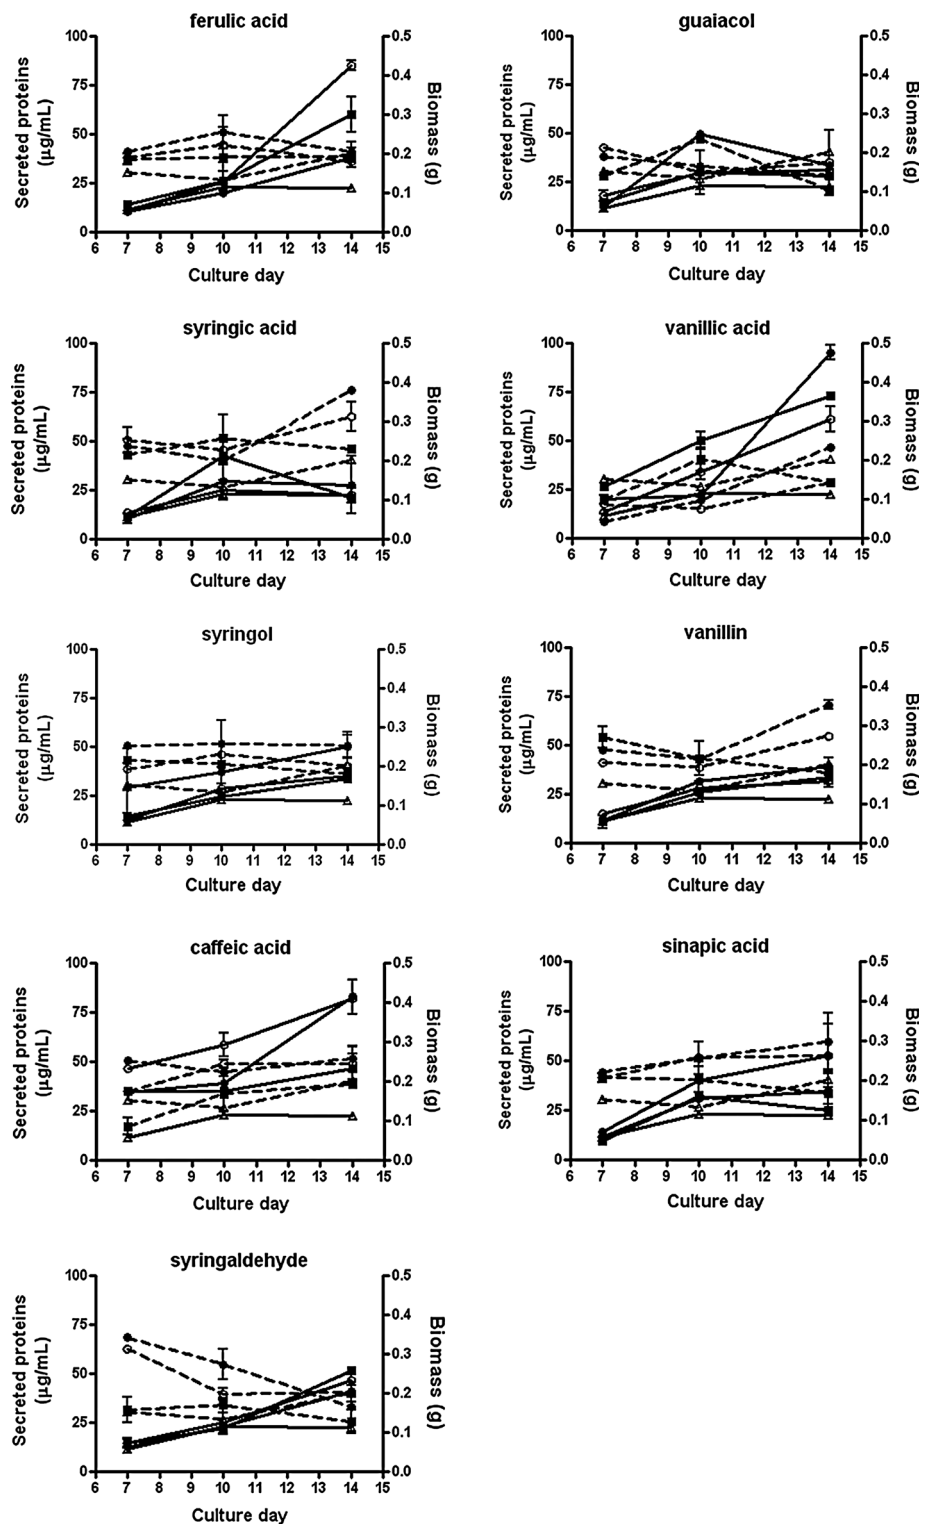 ferulic acid
100
75
50
25
0
Secreted proteins
(µg/mL)
0.5
0.4
0.3
0.2
0.1
0.0
Biomass (g)
6 7 8 9 10 11 12 13 14 15
Culture day
guaiacol
100
75
50
25
0
Secreted proteins
(µg/mL)
0.5
0.4
0.3
0.2
0.1
0.0
Biomass (g)
6 7 8 9 10 11 12 13 14 15
Culture day
syringic acid
100
75
50
25
0
Secreted proteins
(µg/mL)
0.5
0.4
0.3
0.2
0.1
0.0
Biomass (g)
6 7 8 9 10 11 12 13 14 15
Culture day
vanillic acid
100
75
50
25
0
Secreted proteins
(µg/mL)
0.5
0.4
0.3
0.2
0.1
0.0
Biomass (g)
6 7 8 9 10 11 12 13 14 15
Culture day
syringol
100
75
50
25
0
Secreted proteins
(µg/mL)
0.5
0.4
0.3
0.2
0.1
0.0
Biomass (g)
6 7 8 9 10 11 12 13 14 15
Culture day
vanillin
100
75
50
25
0
Secreted proteins
(µg/mL)
0.5
0.4
0.3
0.2
0.1
0.0
Biomass (g)
6 7 8 9 10 11 12 13 14 15
Culture day
caffeic acid
100
75
50
25
0
Secreted proteins
(µg/mL)
0.5
0.4
0.3
0.2
0.1
0.0
Biomass (g)
6 7 8 9 10 11 12 13 14 15
Culture day
sinapic acid
100
75
50
25
0
Secreted proteins
(µg/mL)
0.5
0.4
0.3
0.2
0.1
0.0
Biomass (g)
6 7 8 9 10 11 12 13 14 15
Culture day
syringaldehyde
100
75
50
25
0
Secreted proteins
(µg/mL)
0.5
0.4
0.3
0.2
0.1
0.0
Biomass (g)
6 7 8 9 10 11 12 13 14 15
Culture day